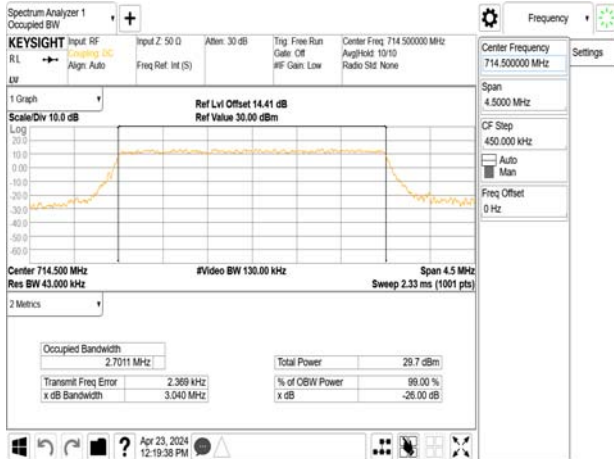 Spectrum Analyzer 1
Occupied BW
Frequency
KEYSIGHT Input: RF
R L
Coupling: DC
Align: Auto
LW
Input Z: 50 Ω
Freq Ref: Int (S)
Atten: 30 dB
Trig: Free Run
Gate: Off
#IF Gain: Low
Center Freq: 714.500000 MHz
Avg|Hold: 10/10
Radio Std: None
Center Frequency
714.500000 MHz
Settings
Span
4.5000 MHz
CF Step
450.000 kHz
Auto
Man
Freq Offset
0 Hz
1 Graph
Scale/Div 10.0 dB
Ref Lvl Offset 14.41 dB
Ref Value 30.00 dBm
Log
20.0
10.0
0.00
-10.0
-20.0
-30.0
-40.0
-50.0
-60.0
Center 714.500 MHz
Res BW 43.000 kHz
#Video BW 130.00 kHz
Span 4.5 MHz
Sweep 2.33 ms (1001 pts)
2 Metrics
Occupied Bandwidth
2.7011 MHz
Total Power 29.7 dBm
Transmit Freq Error 2.369 kHz
% of OBW Power 99.00 %
x dB Bandwidth 3.040 MHz
x dB -26.00 dB
Apr 23, 2024
12:19:38 PM